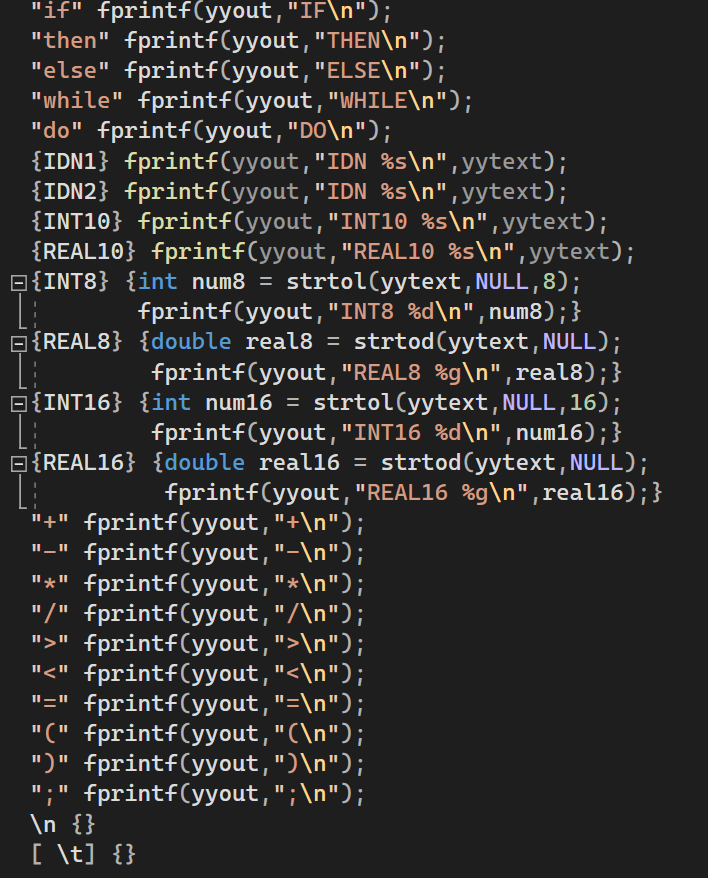 "if" fprintf(yyout,"IF\n");
"then" fprintf(yyout,"THEN\n");
"else" fprintf(yyout,"ELSE\n");
"while" fprintf(yyout,"WHILE\n");
"do" fprintf(yyout,"DO\n");
{IDN1} fprintf(yyout,"IDN %s\n",yytext);
{IDN2} fprintf(yyout,"IDN %s\n",yytext);
{INT10} fprintf(yyout,"INT10 %s\n",yytext);
{REAL10} fprintf(yyout,"REAL10 %s\n",yytext);
{INT8} {int num8 = strtol(yytext,NULL,8);
        fprintf(yyout,"INT8 %d\n",num8);}
{REAL8} {double real8 = strtod(yytext,NULL);
         fprintf(yyout,"REAL8 %g\n",real8);}
{INT16} {int num16 = strtol(yytext,NULL,16);
         fprintf(yyout,"INT16 %d\n",num16);}
{REAL16} {double real16 = strtod(yytext,NULL);
          fprintf(yyout,"REAL16 %g\n",real16);}
"+" fprintf(yyout,"+\n");
"-" fprintf(yyout,"-\n");
"*" fprintf(yyout,"*\n");
"/" fprintf(yyout,"/\n");
">" fprintf(yyout,">\n");
"<" fprintf(yyout,"<\n");
"=" fprintf(yyout,"=\n");
"(" fprintf(yyout,"(\n");
")" fprintf(yyout,")\n");
";" fprintf(yyout,";\n");
\n {}
[ \t] {}